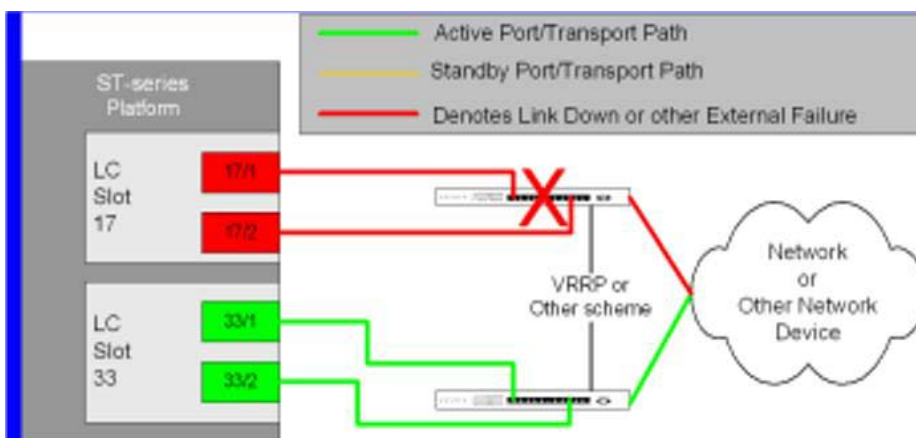 Active Port/Transport Path
Standby Port/Transport Path
Denotes Link Down or other External Failure
ST-series
Platform
LC
Slot
17
17/1
17/2
LC
Slot
33
33/1
33/2
VRRP or
Other scheme
Network
or
Other Network
Device